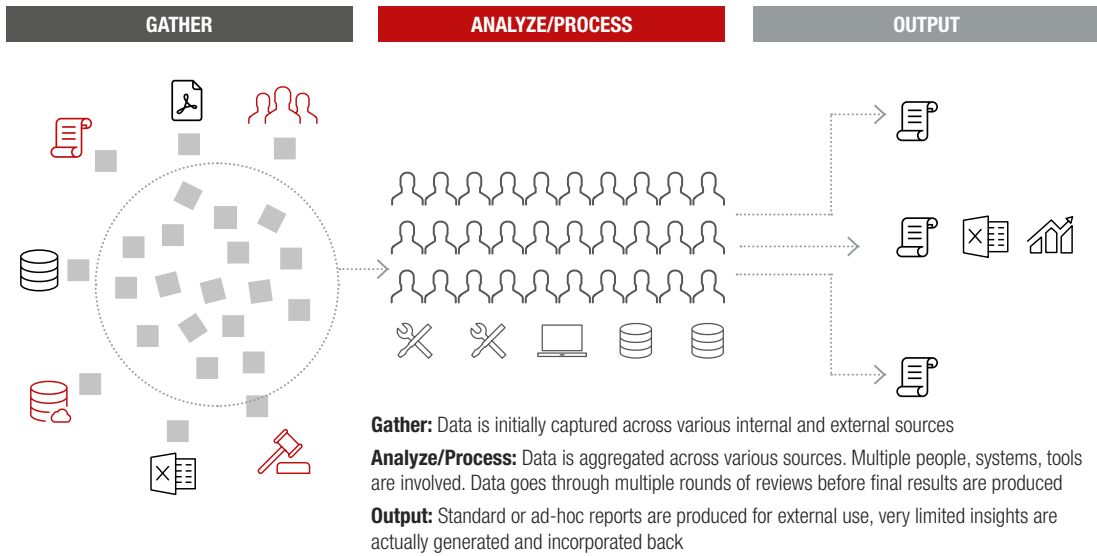 GATHER
ANALYZE/PROCESS
OUTPUT
Gather: Data is initially captured across various internal and external sources
Analyze/Process: Data is aggregated across various sources. Multiple people, systems, tools
are involved. Data goes through multiple rounds of reviews before final results are produced
Output: Standard or ad-hoc reports are produced for external use, very limited insights are
actually generated and incorporated back